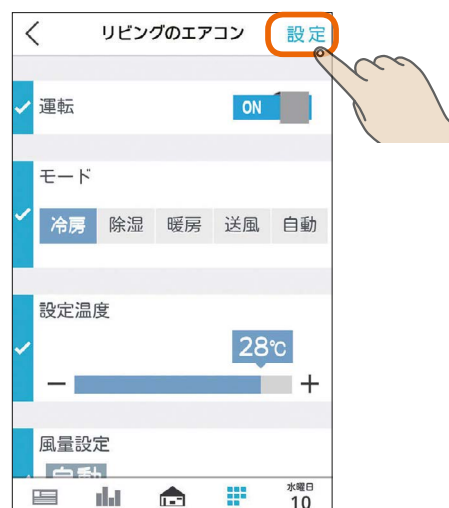 リビングのエアコン 設定
運転 ON
モード
冷房 除湿 暖房 送風 自動
設定温度
28℃
− +
風量設定
自動
水曜日
10